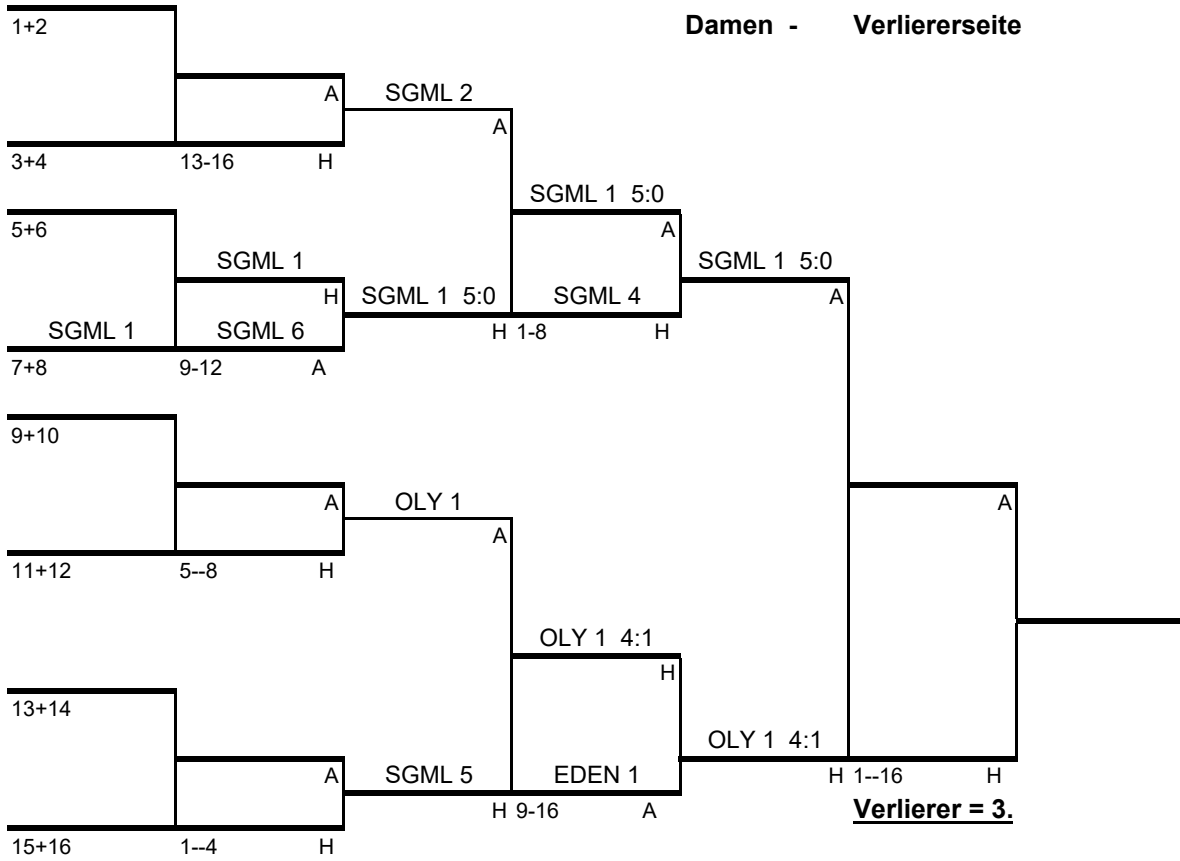 Damen - Verliererseite
1+2
A SGML 2
A
3+4 13-16 H
SGML 1 5:0
5+6
A
SGML 1
SGML 1 5:0
H SGML 1 5:0
SGML 4
A
SGML 1 SGML 6
H 1-8 H
7+8 9-12 A
9+10
A OLY 1
A
A
11+12 5--8 H
OLY 1 4:1
H
13+14
OLY 1 4:1
A SGML 5
EDEN 1
H 1--16 H
H 9-16 A
Verlierer = 3.
15+16 1--4 H